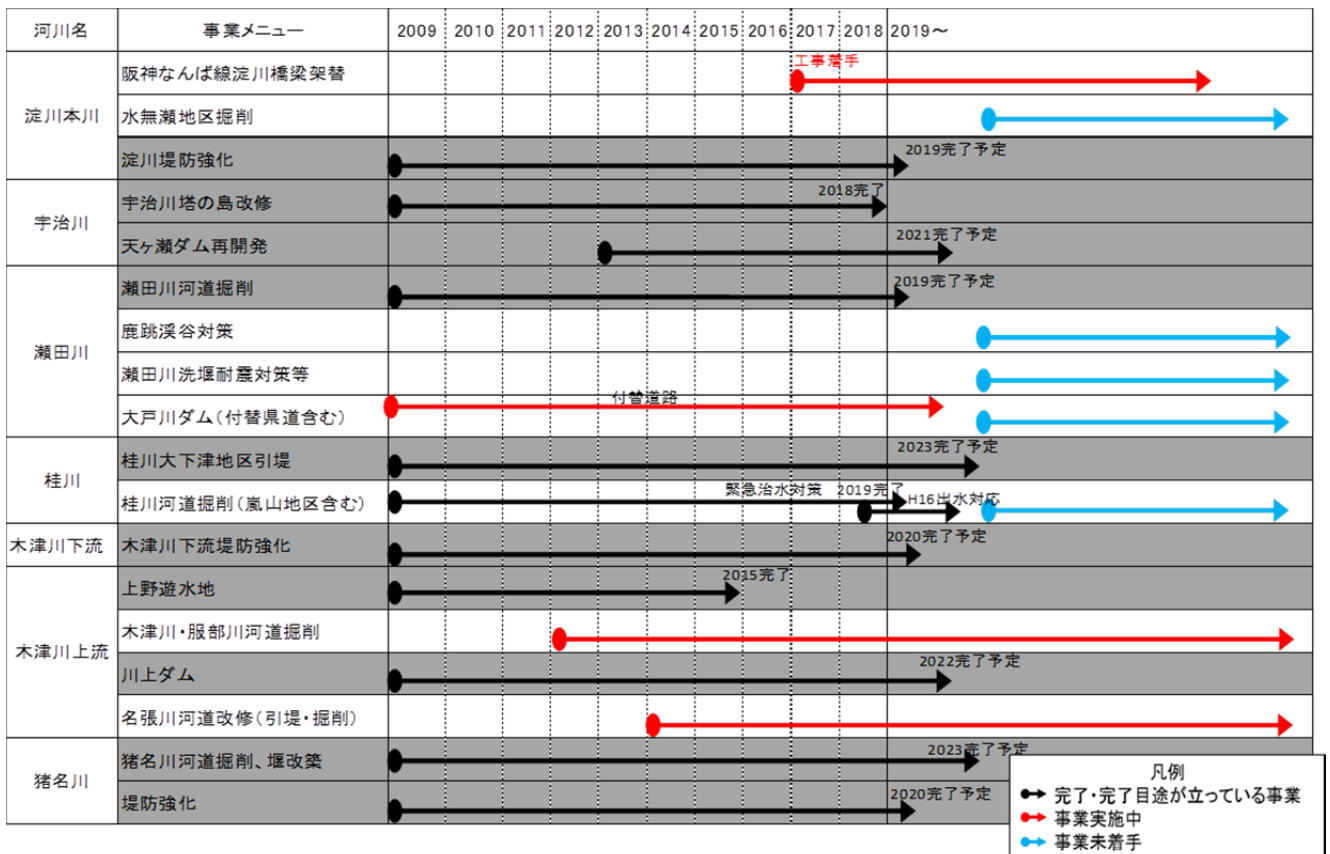 河川名 事業メニュー 2009 2010 2011 2012 2013 2014 2015 2016 2017 2018 2019～
淀川本川
阪神なんば線淀川橋梁架替 工事着手
水無瀬地区掘削
淀川堤防強化 2019完了予定
宇治川
宇治川塔の島改修 2018完了
天ヶ瀬ダム再開発 2021完了予定
瀬田川
瀬田川河道掘削 2019完了予定
鹿跳渓谷対策
瀬田川洗堰耐震対策等
大戸川ダム（付替県道含む） 付替道路
桂川
桂川大下津地区引堤 2023完了予定
桂川河道掘削（嵐山地区含む） 緊急治水対策 2019完了 H16出水対応
木津川下流 木津川下流堤防強化 2020完了予定
木津川上流
上野遊水地 2015完了
木津川・服部川河道掘削
川上ダム 2022完了予定
名張川河道改修（引堤・掘削）
猪名川
猪名川河道掘削、堰改築 2023完了予定
堤防強化 2020完了予定
凡例
完了・完了目途が立っている事業
事業実施中
事業未着手